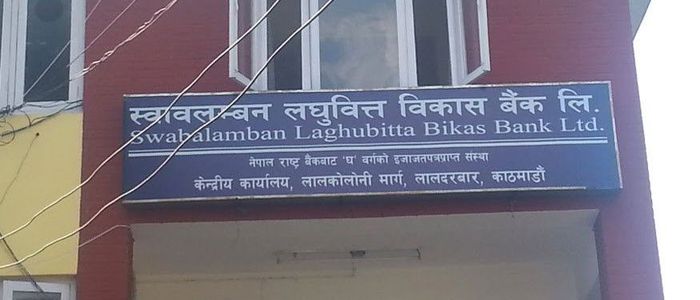 स्वावलम्बन लघुवित्त विकास बैंक लि.
Swabalamban Laghubitta Bikas Bank Ltd.
नेपाल राष्ट्र बैंकबाट 'घ' वर्गको इजाजतपत्रप्राप्त संस्था
केन्द्रीय कार्यालय, लालकोलोनी मार्ग, लालदरबार, काठमाडौं